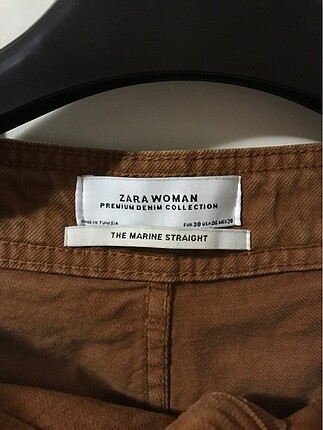 ZARA WOMAN
PREMIUM DENIM COLLECTION
MADE IN TUNISIA EUR 38 USA 06 MEX 28
THE MARINE STRAIGHT